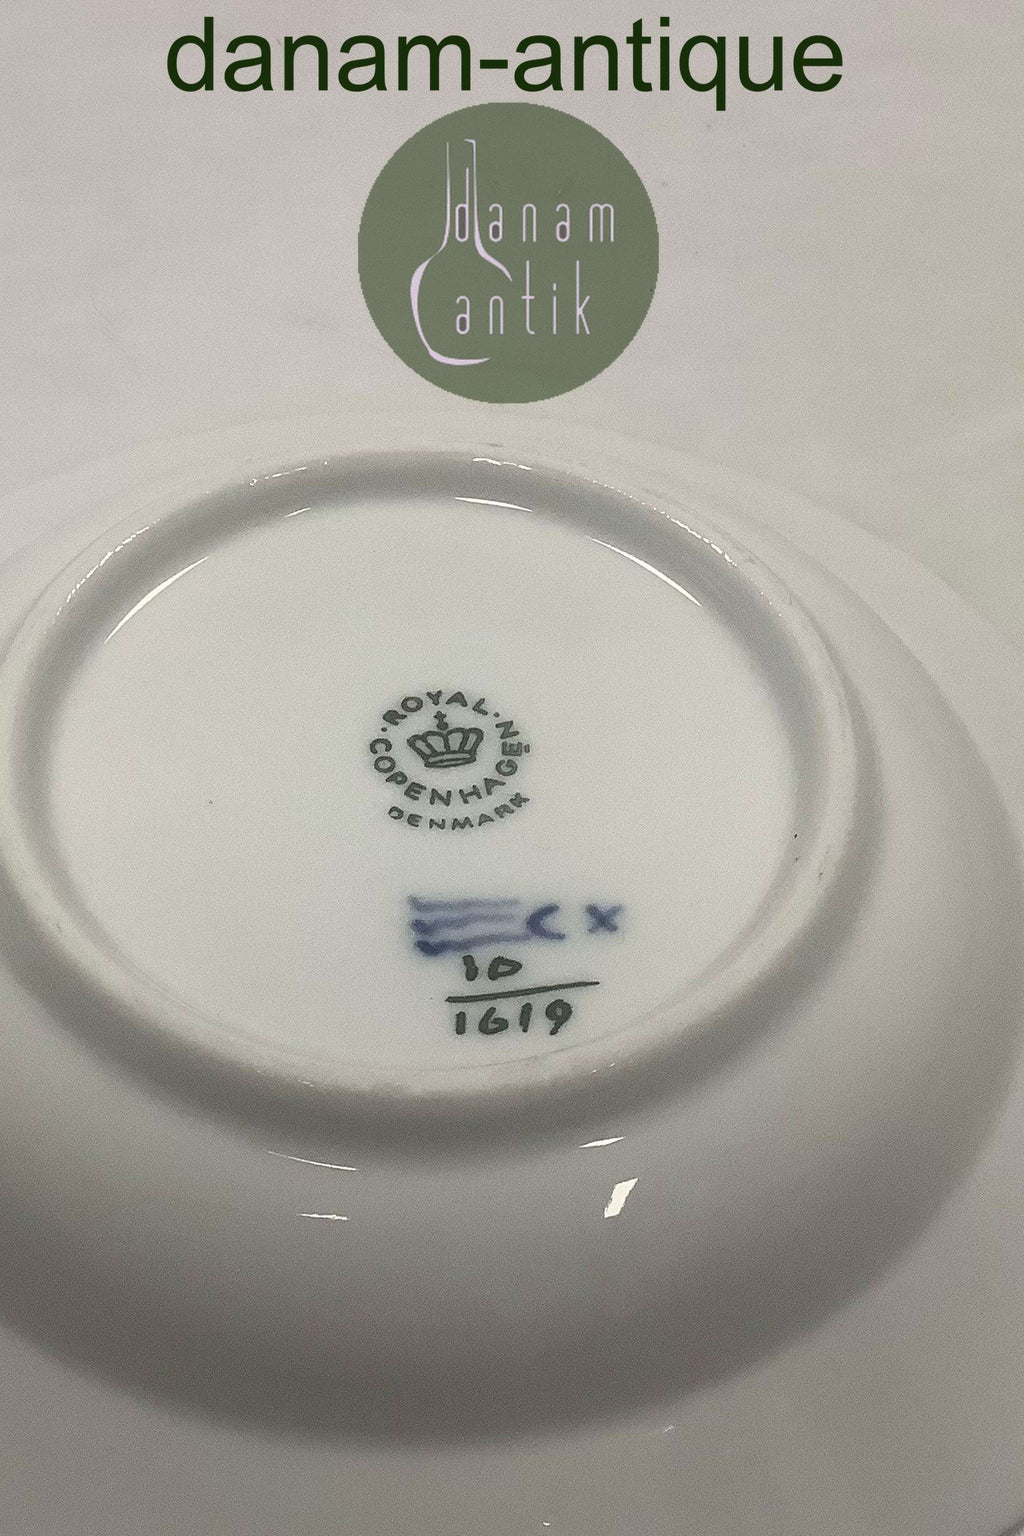 danam-antique
danam
antik
ROYAL
COPENHAGEN
DENMARK
C X
10
1619